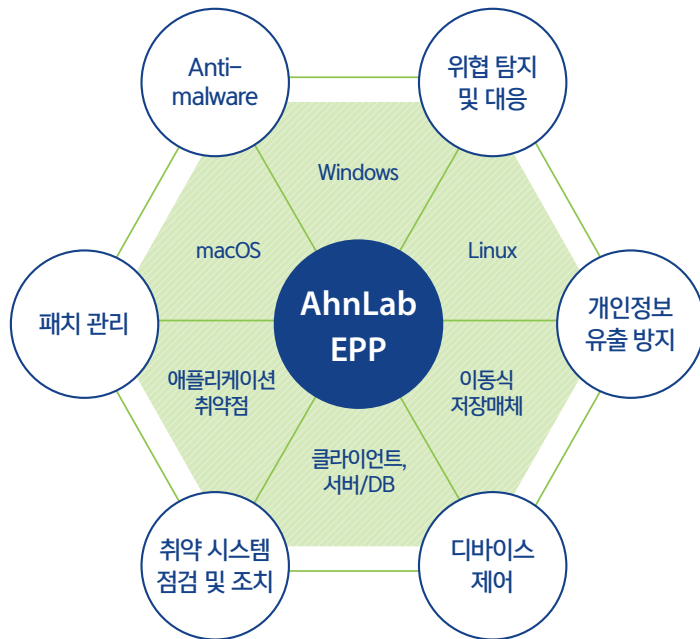 Anti-
malware
위협 탐지
및 대응
Windows
macOS
Linux
AhnLab
EPP
패치 관리
개인정보
유출 방지
애플리케이션
취약점
이동식
저장매체
클라이언트,
서버/DB
취약 시스템
점검 및 조치
디바이스
제어